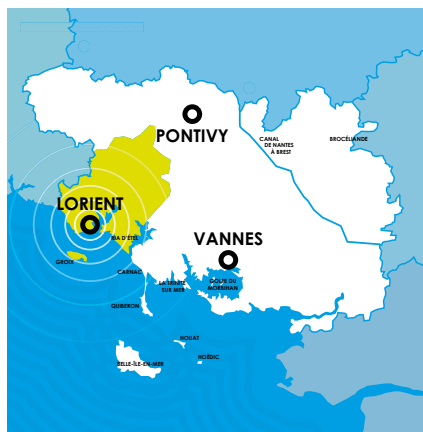 PONTIVY
CANAL
DE NANTES
À BREST
BROCÉLIANDE
LORIENT
RIA D'ÉTEL
VANNES
GROIX
CARNAC
LA TRINITÉ
SUR MER
GOLFE DU
MORBIHAN
QUIBERON
HOUAT
HOËDIC
BELLE-ÎLE-EN-MER